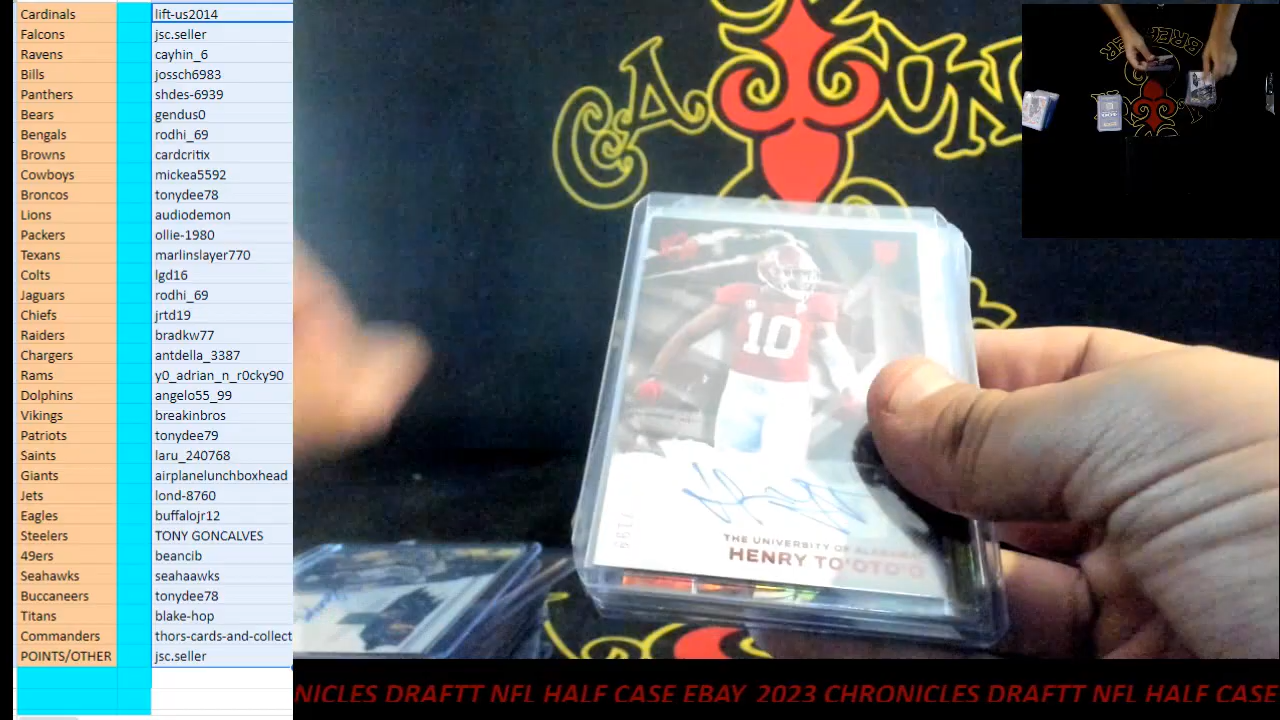 Cardinals lift-us2014
Falcons jsc.seller
Ravens cayhin_6
Bills jossch6983
Panthers shdes-6939
Bears gendus0
Bengals rodhi_69
Browns cardcritix
Cowboys mickea5592
Broncos tonydee78
Lions audiodemon
Packers ollie-1980
Texans marlinslayer770
Colts lgd16
Jaguars rodhi_69
Chiefs jrtd19
Raiders bradkw77
Chargers antdella_3387
Rams y0_adrian_n_r0cky90
Dolphins angelo55_99
Vikings breakinbros
Patriots tonydee79
Saints laru_240768
Giants airplanelunchboxhead
Jets lond-8760
Eagles buffalojr12
Steelers TONY GONCALVES
49ers beancib
Seahawks seahaawks
Buccaneers tonydee78
Titans blake-hop
Commanders thors-cards-and-collect
POINTS/OTHER jsc.seller
10
THE UNIVERSITY OF ALABAMA
HENRY TO'OTO'O
NICLES DRAFTT NFL HALF CASE EBAY 2023 CHRONICLES DRAFTT NFL HALF CASE